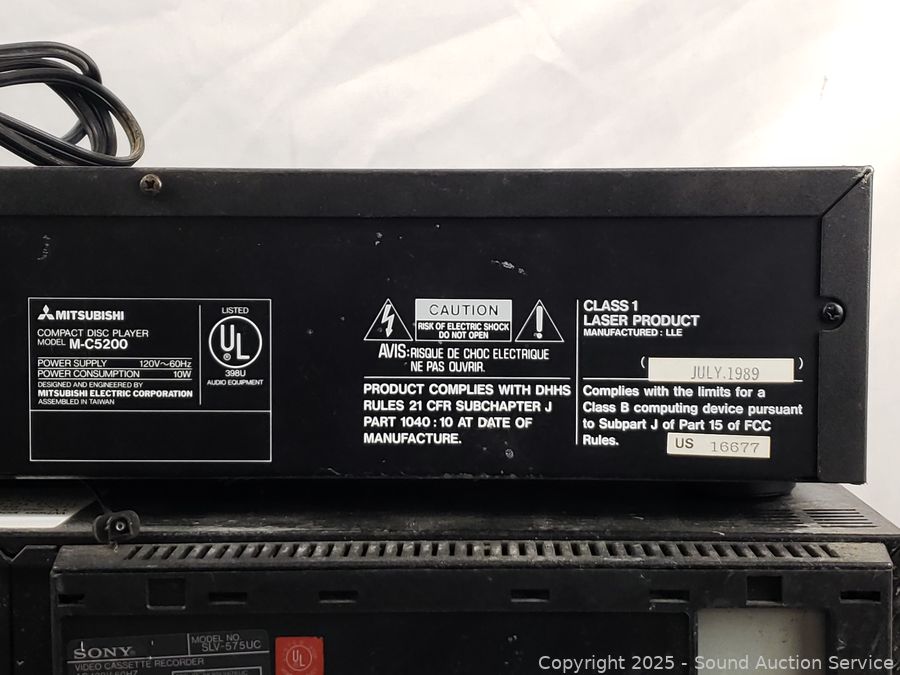 MITSUBISHI
COMPACT DISC PLAYER
MODEL M-C5200
POWER SUPPLY 120V~60Hz
POWER CONSUMPTION 10W
DESIGNED AND ENGINEERED BY
MITSUBISHI ELECTRIC CORPORATION
ASSEMBLED IN TAIWAN
LISTED
UL
398U
AUDIO EQUIPMENT
CAUTION
RISK OF ELECTRIC SHOCK
DO NOT OPEN
AVIS: RISQUE DE CHOC ELECTRIQUE
NE PAS OUVRIR.
PRODUCT COMPLIES WITH DHHS
RULES 21 CFR SUBCHAPTER J
PART 1040:10 AT DATE OF
MANUFACTURE.
CLASS 1
LASER PRODUCT
MANUFACTURED: LLE
( JULY.1989 )
Complies with the limits for a
Class B computing device pursuant
to Subpart J of Part 15 of FCC
Rules.
US 16677
SONY
VIDEO CASSETTE RECORDER
MODEL NO.
SLV-575UC
UL
Copyright © 2025 - Sound Auction Service